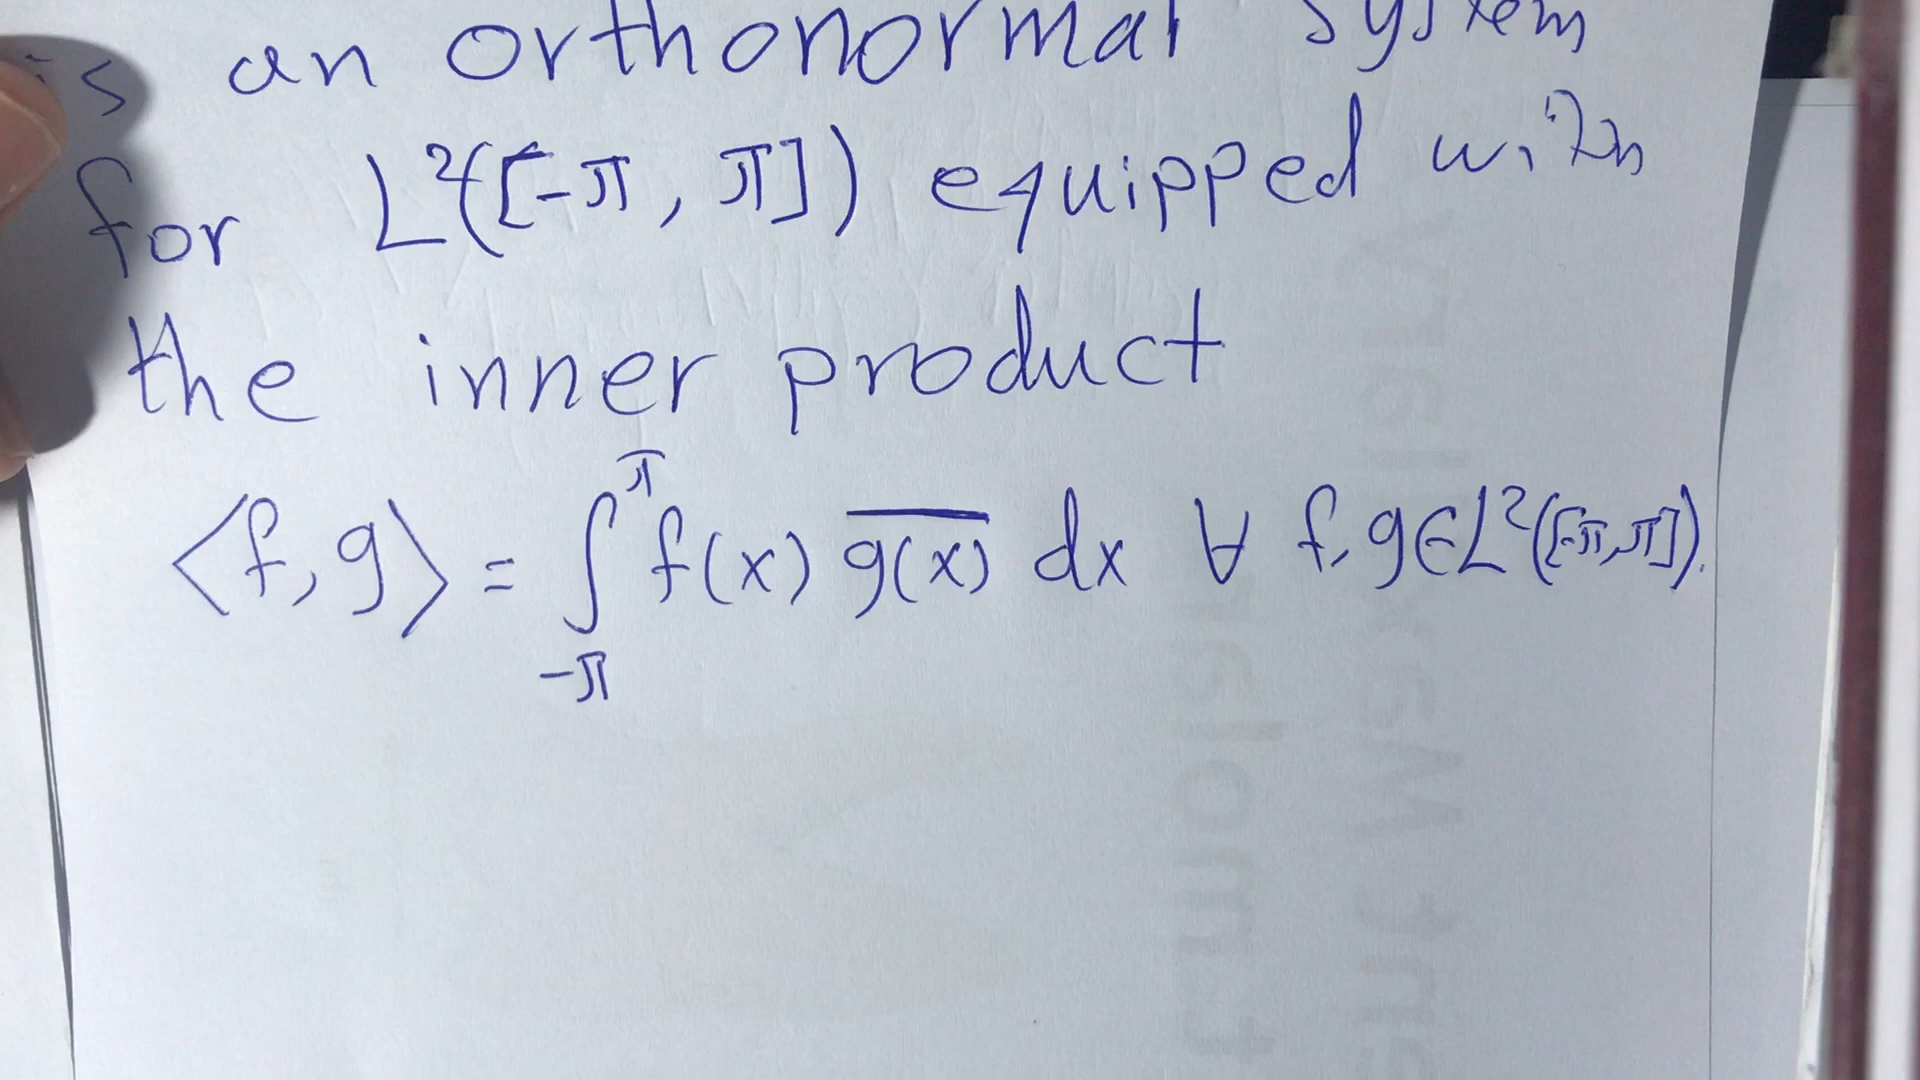 is an orthonormal system
for L²([-π, π]) equipped with
the inner product
⟨f, g⟩ = ∫_{-π}^{π} f(x) \overline{g(x)} dx ∀ f, g ∈ L²([-π, π]).